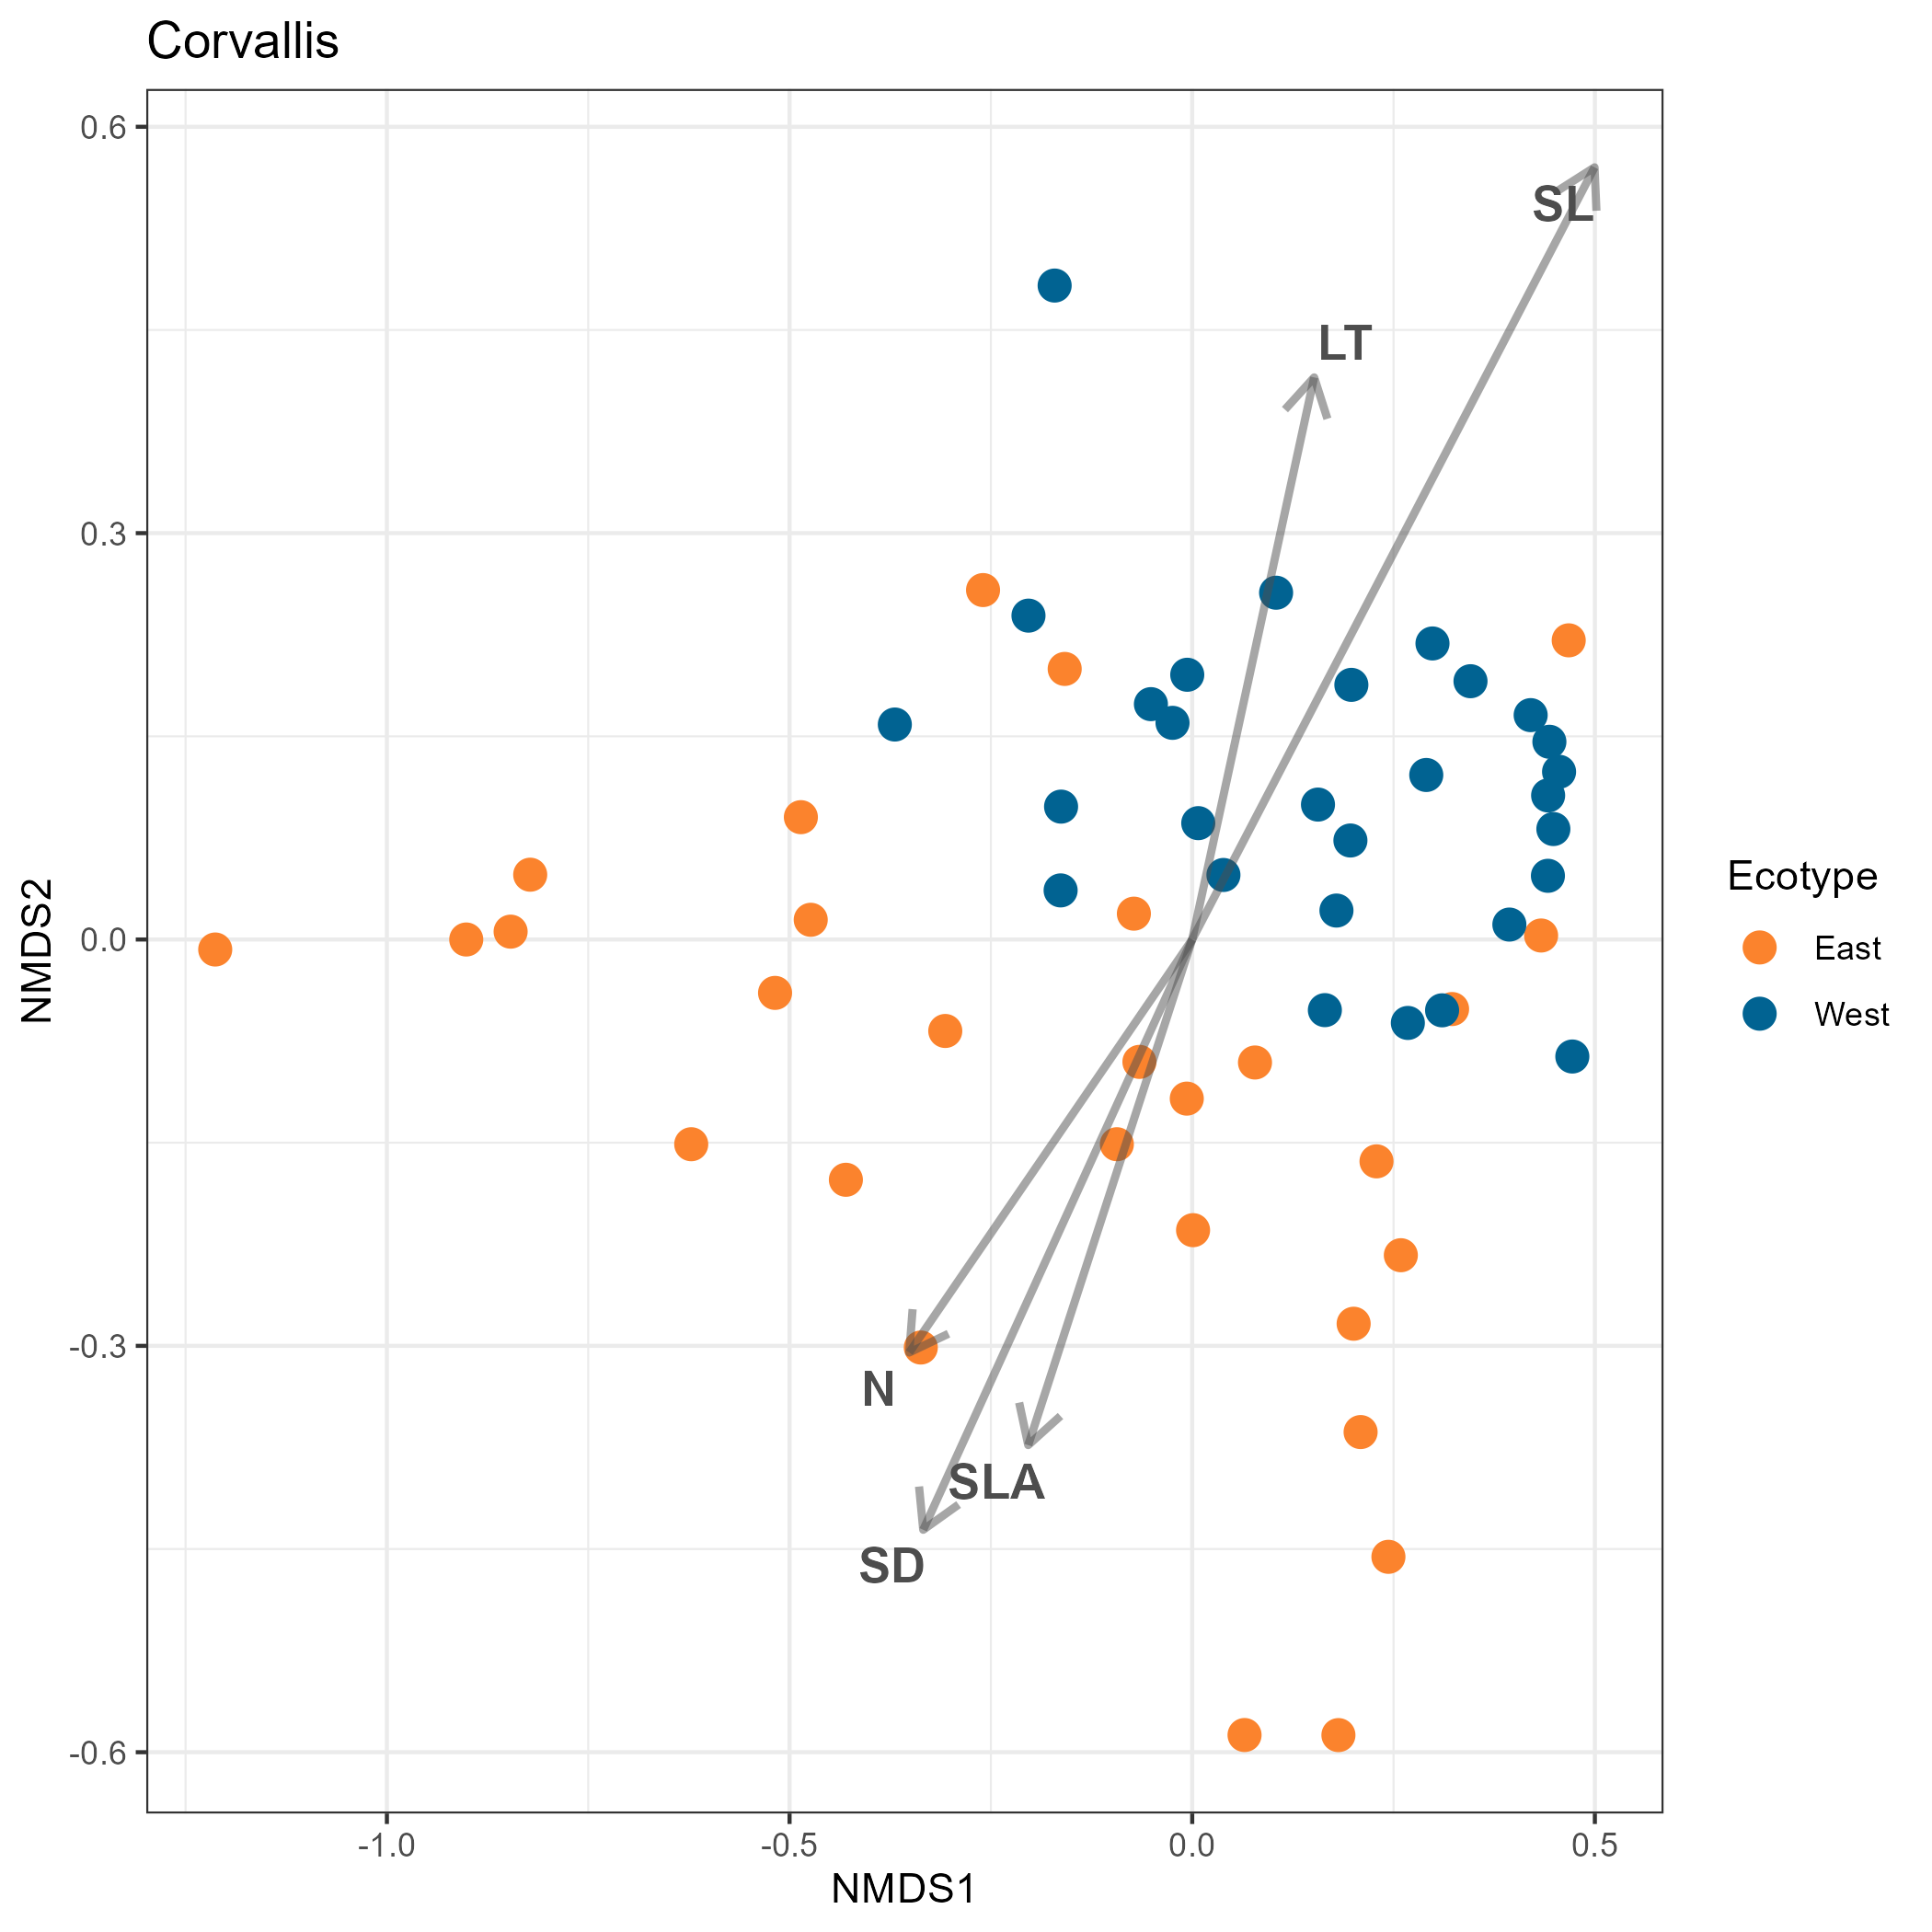 Corvallis
0.6
0.3
0.0
-0.3
-0.6
NMDS2
SL
LT
N
SLA
SD
-1.0
-0.5
0.0
0.5
NMDS1
Ecotype
East
West